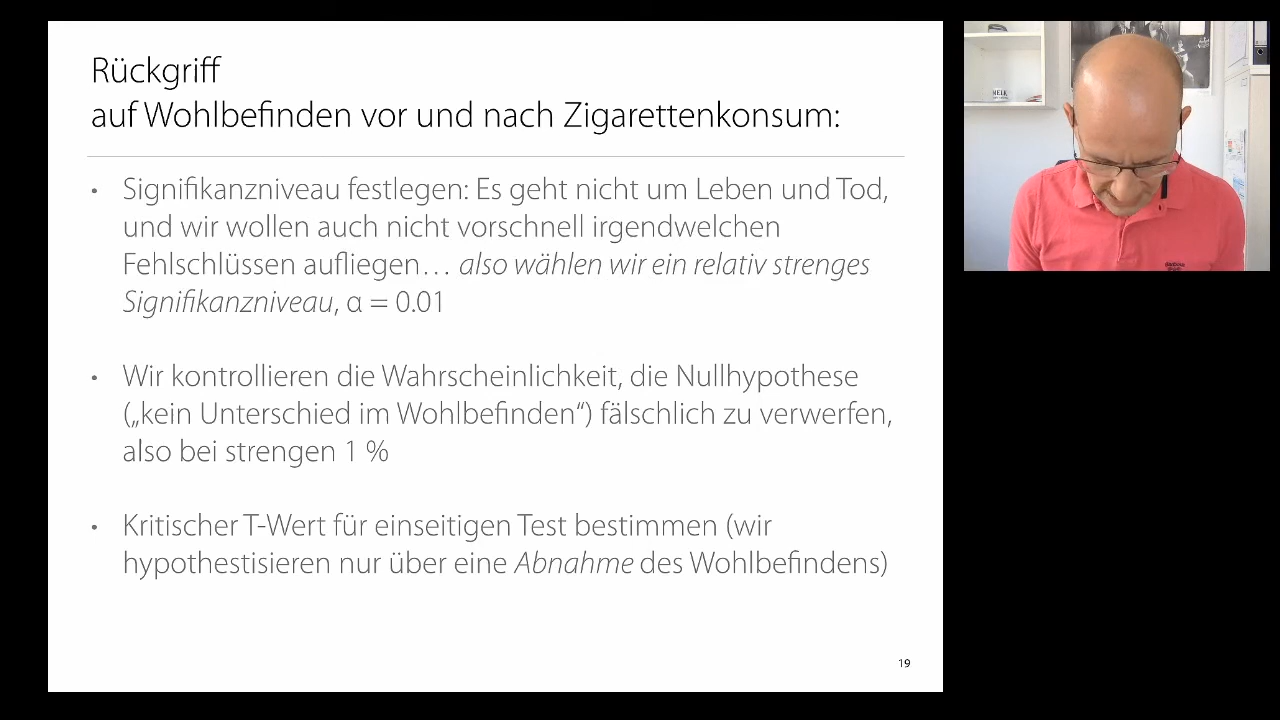 Rückgriff
auf Wohlbefinden vor und nach Zigarettenkonsum:
• Signifikanzniveau festlegen: Es geht nicht um Leben und Tod,
und wir wollen auch nicht vorschnell irgendwelchen
Fehlschlüssen aufliegen… also wählen wir ein relativ strenges
Signifikanzniveau, α = 0.01
• Wir kontrollieren die Wahrscheinlichkeit, die Nullhypothese
(„kein Unterschied im Wohlbefinden“) fälschlich zu verwerfen,
also bei strengen 1 %
• Kritischer T-Wert für einseitigen Test bestimmen (wir
hypothestisieren nur über eine Abnahme des Wohlbefindens)
19